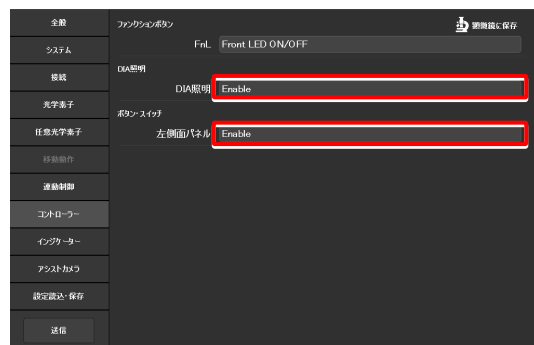 全般
システム
接続
光学素子
任意光学素子
移動動作
連動制御
コントローラー
インジケーター
アシストカメラ
設定読込・保存
送信
ファンクションボタン
顕微鏡に保存
FnL Front LED ON/OFF
DIA照明
DIA照明 Enable
ボタン・スイッチ
左側面パネル Enable